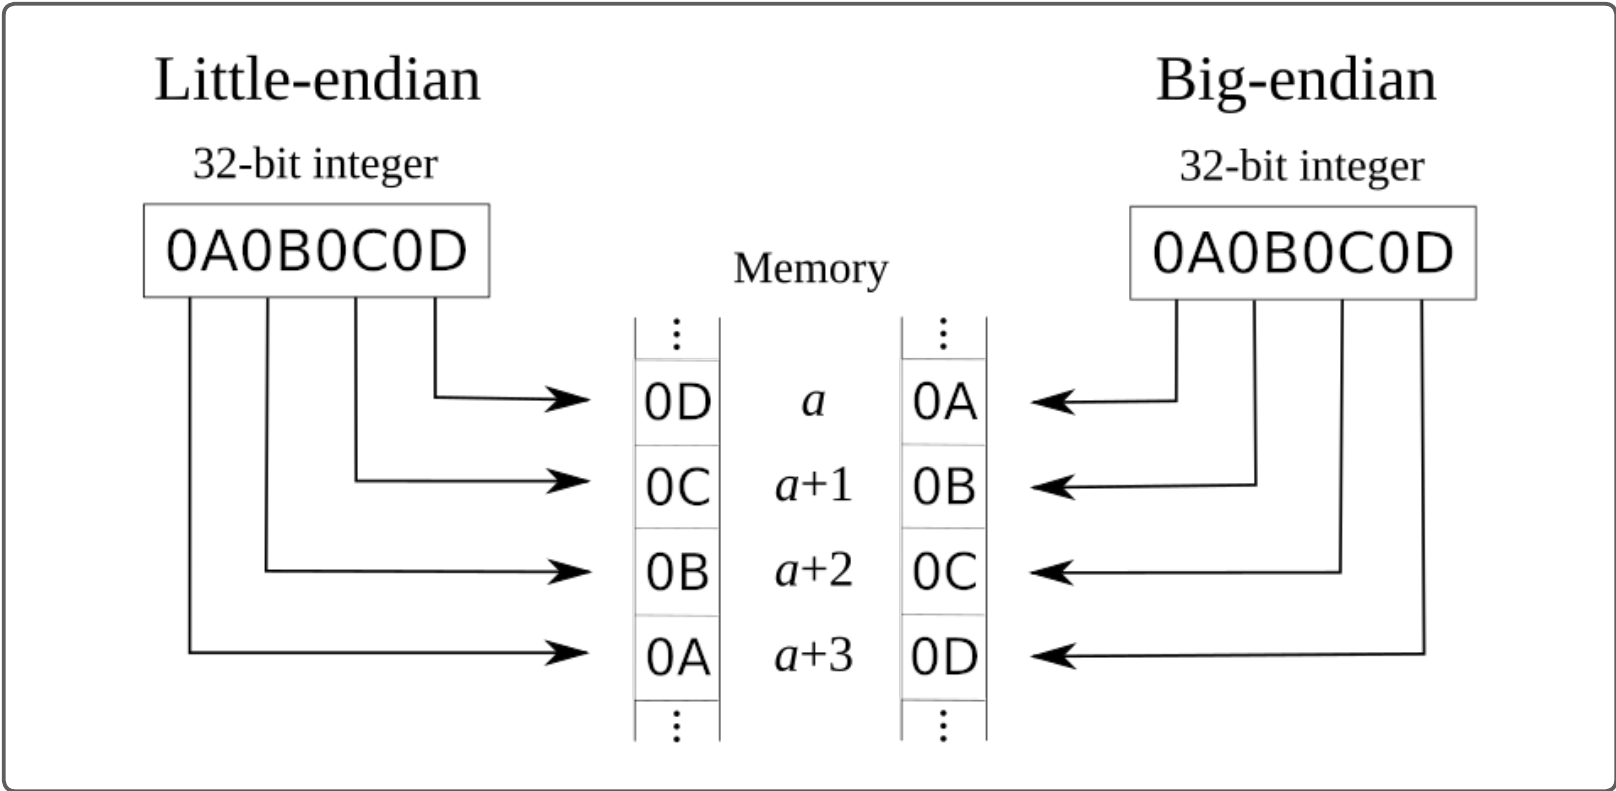 Little-endian
Big-endian
32-bit integer
32-bit integer
0A0B0C0D
0A0B0C0D
Memory
⋮ ⋮
0D a 0A
0C a+1 0B
0B a+2 0C
0A a+3 0D
⋮ ⋮